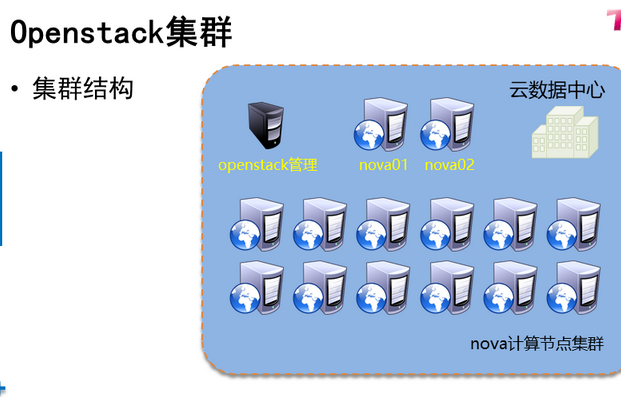 Openstack集群
• 集群结构
云数据中心
openstack管理
nova01
nova02
nova计算节点集群